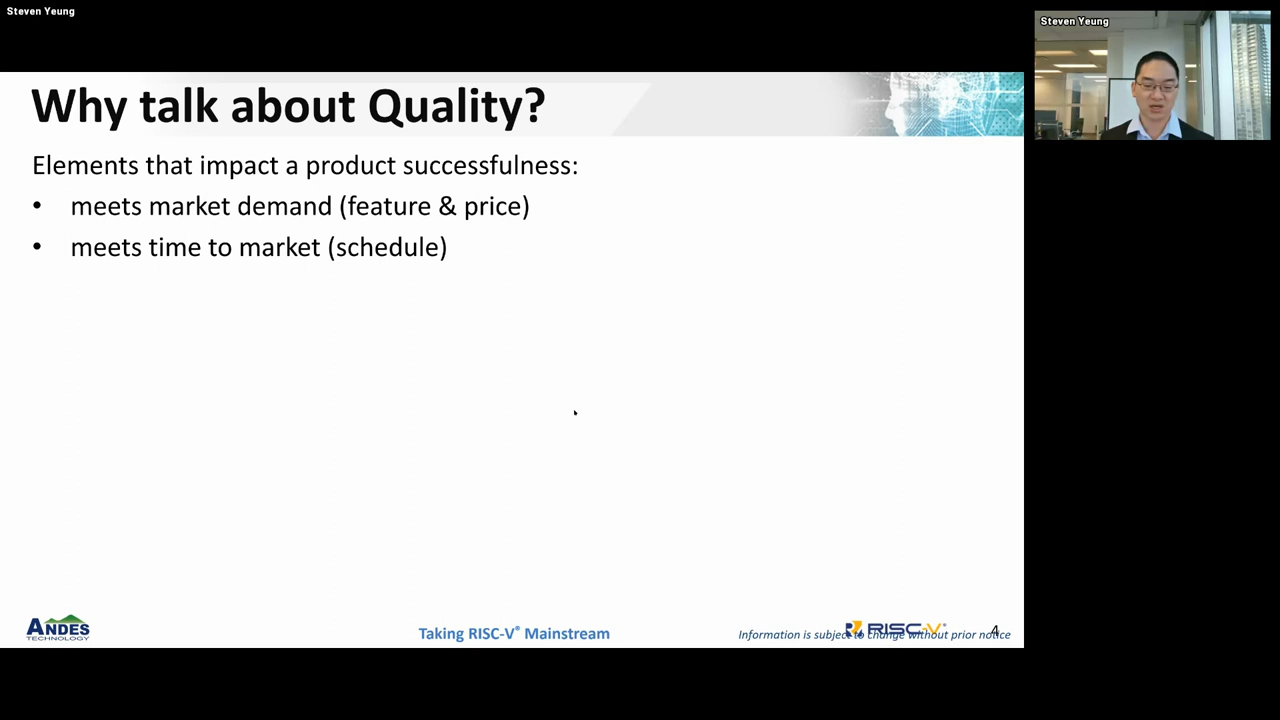 Steven Yeung
Steven Yeung
Why talk about Quality?
Elements that impact a product successfulness:
• meets market demand (feature & price)
• meets time to market (schedule)
ANDES
TECHNOLOGY
Taking RISC-V® Mainstream
RISC-V®
Information is subject to change without prior notice
4